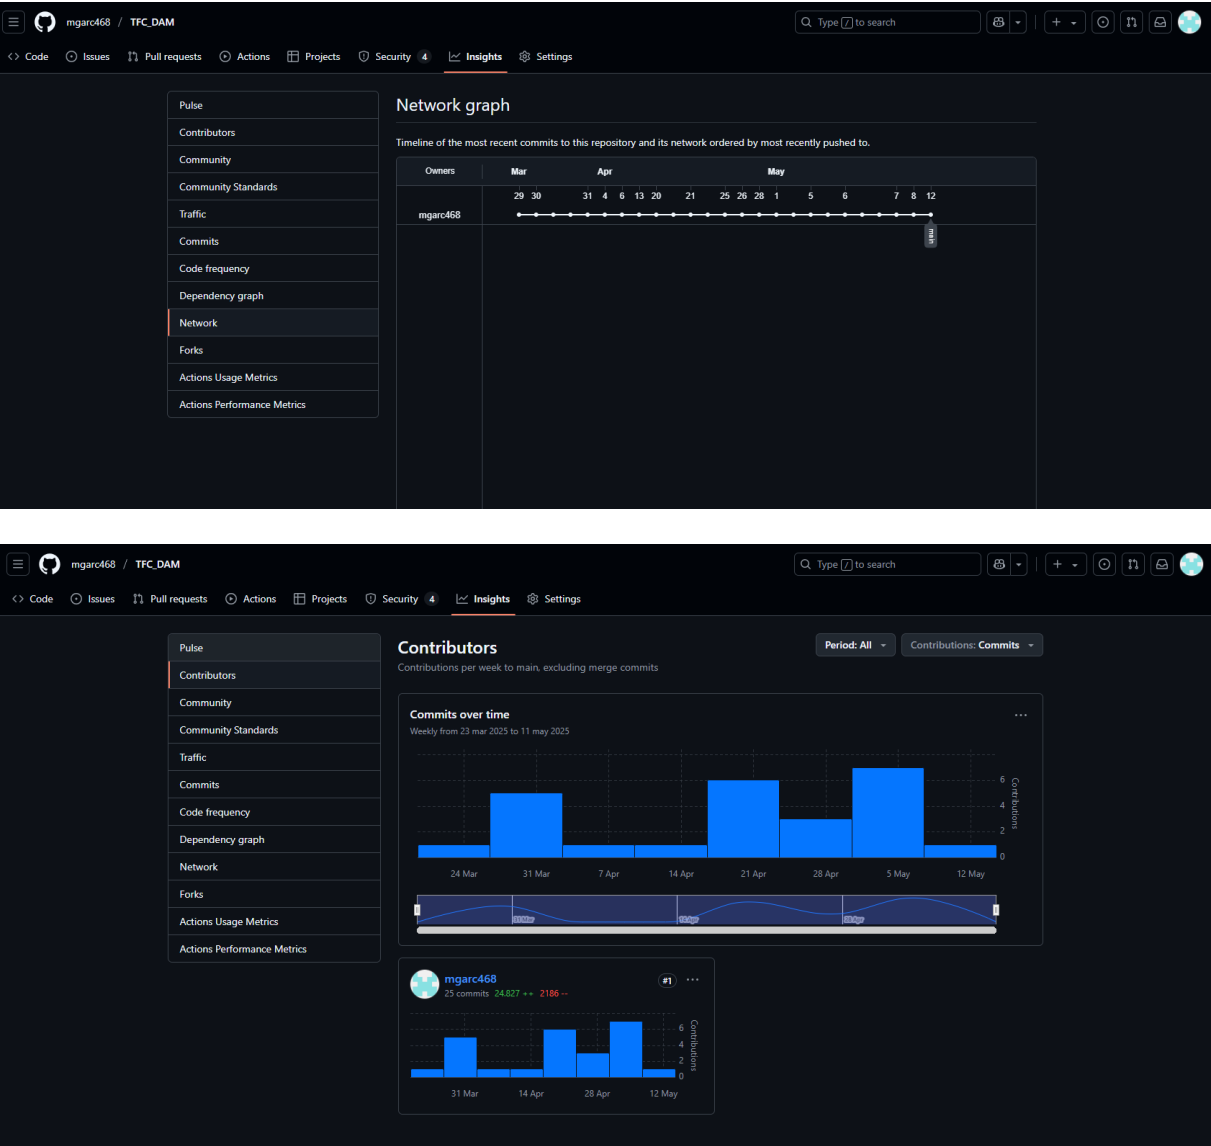 mgarc468 / TFC_DAM
Type / to search
Code Issues Pull requests Actions Projects Security 4 Insights Settings
Pulse
Contributors
Community
Community Standards
Traffic
Commits
Code frequency
Dependency graph
Network
Forks
Actions Usage Metrics
Actions Performance Metrics
Network graph
Timeline of the most recent commits to this repository and its network ordered by most recently pushed to.
Owners Mar Apr May
29 30 31 4 6 13 20 21 25 26 28 1 5 6 7 8 12
mgarc468
main
mgarc468 / TFC_DAM
Type / to search
Code Issues Pull requests Actions Projects Security 4 Insights Settings
Pulse
Contributors
Community
Community Standards
Traffic
Commits
Code frequency
Dependency graph
Network
Forks
Actions Usage Metrics
Actions Performance Metrics
Contributors
Period: All
Contributions: Commits
Contributions per week to main, excluding merge commits
Commits over time
Weekly from 23 mar 2025 to 11 may 2025
6
4
2
0
Contributions
24 Mar 31 Mar 7 Apr 14 Apr 21 Apr 28 Apr 5 May 12 May
31 Mar 14 Apr 28 Apr
mgarc468
#1
25 commits 24.827 ++ 2186 --
6
4
2
0
Contributions
31 Mar 14 Apr 28 Apr 12 May